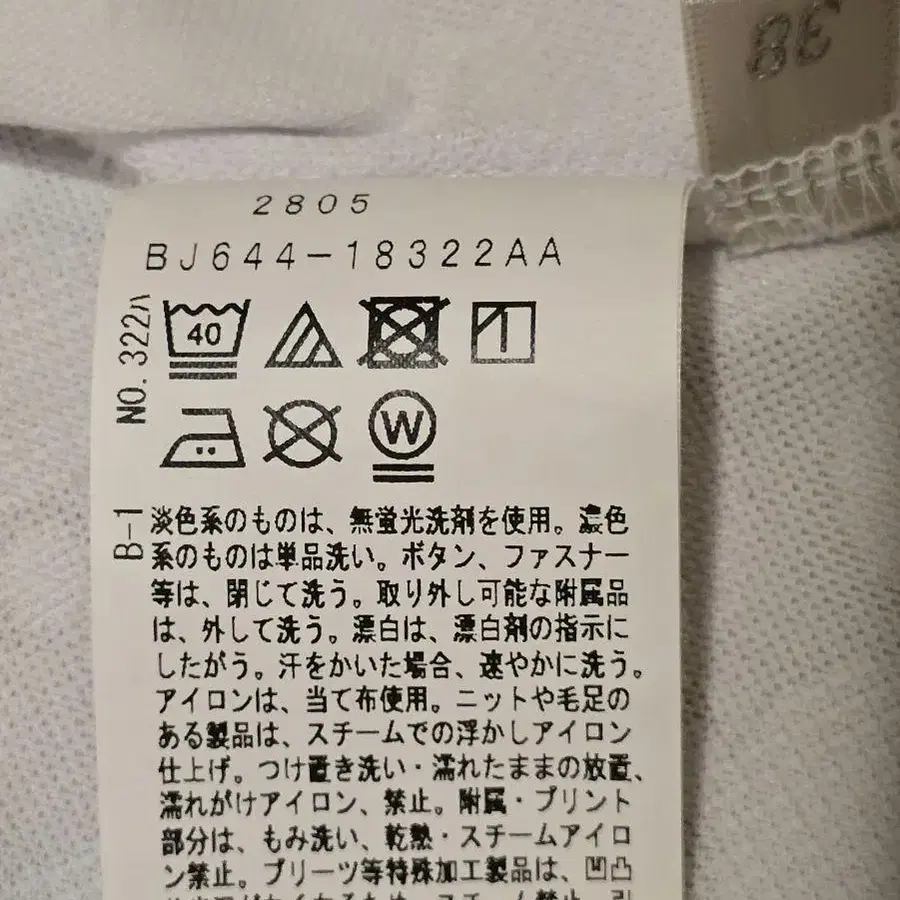 38
2805
BJ644-18322AA
NO. 322ハ
40
W
B-1
淡色系のものは、無蛍光洗剤を使用。濃色
系のものは単品洗い。ボタン、ファスナー
等は、閉じて洗う。取り外し可能な附属品
は、外して洗う。漂白は、漂白剤の指示に
したがう。汗をかいた場合、速やかに洗う。
アイロンは、当て布使用。ニットや毛足の
ある製品は、スチームでの浮かしアイロン
仕上げ。つけ置き洗い・濡れたままの放置、
濡れがけアイロン、禁止。附属・プリント
部分は、もみ洗い、乾熱・スチームアイロ
ン禁止。プリーツ等特殊加工製品は、凹凸